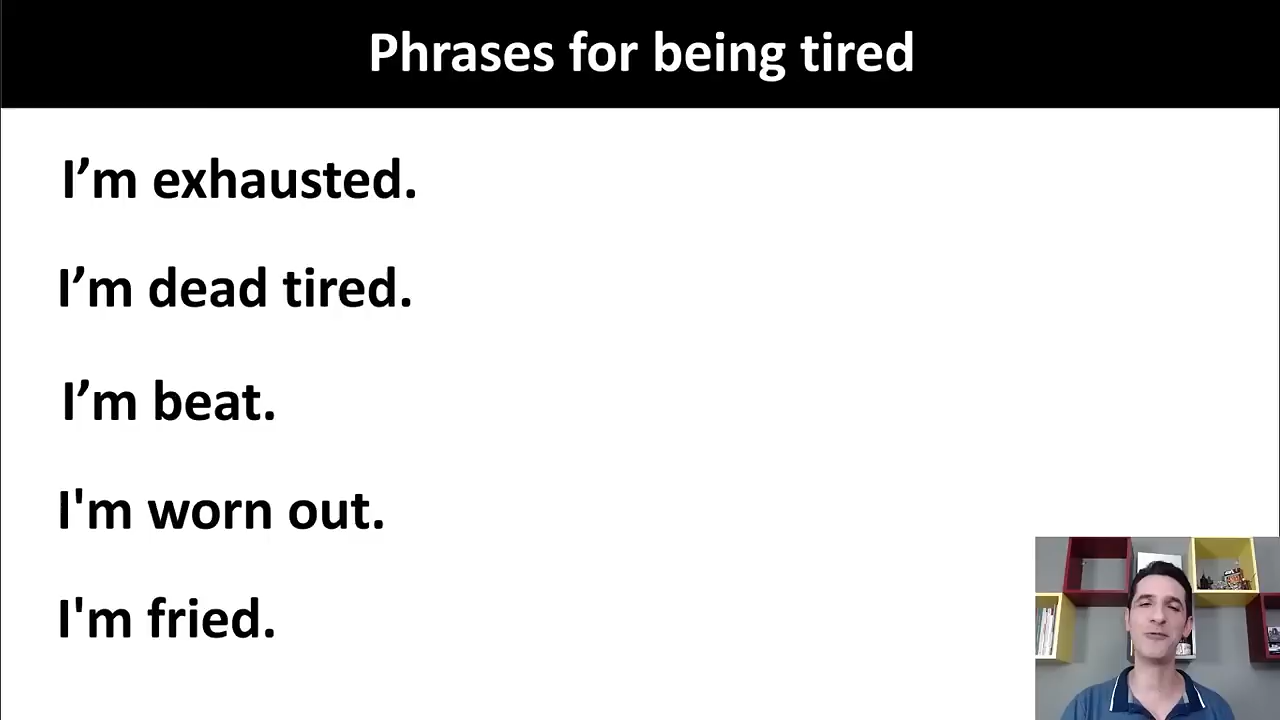 Phrases for being tired
I’m exhausted.
I’m dead tired.
I’m beat.
I'm worn out.
I'm fried.